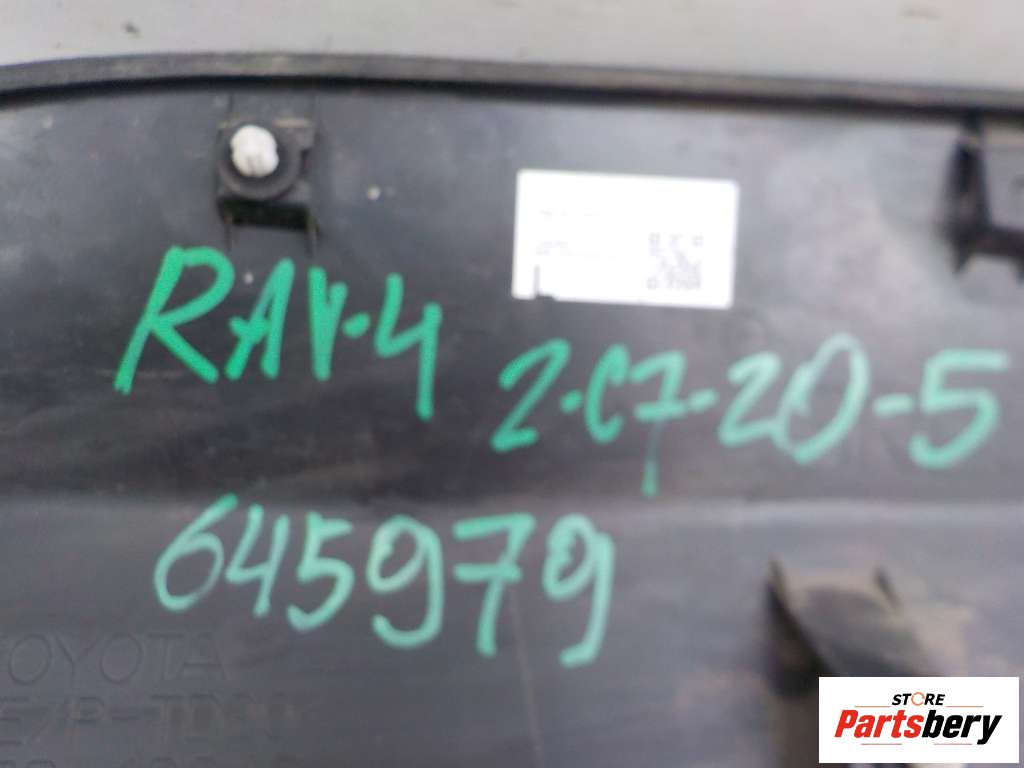 RAV-4
2-C7-20-5
645979
TOYOTA
STORE
Partsbery